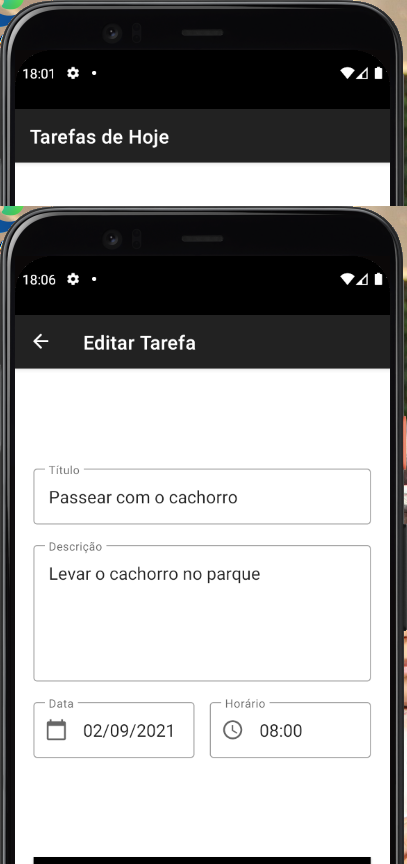 18:01
Tarefas de Hoje
18:06
Editar Tarefa
Título
Passear com o cachorro
Descrição
Levar o cachorro no parque
Data
Horário
02/09/2021
08:00